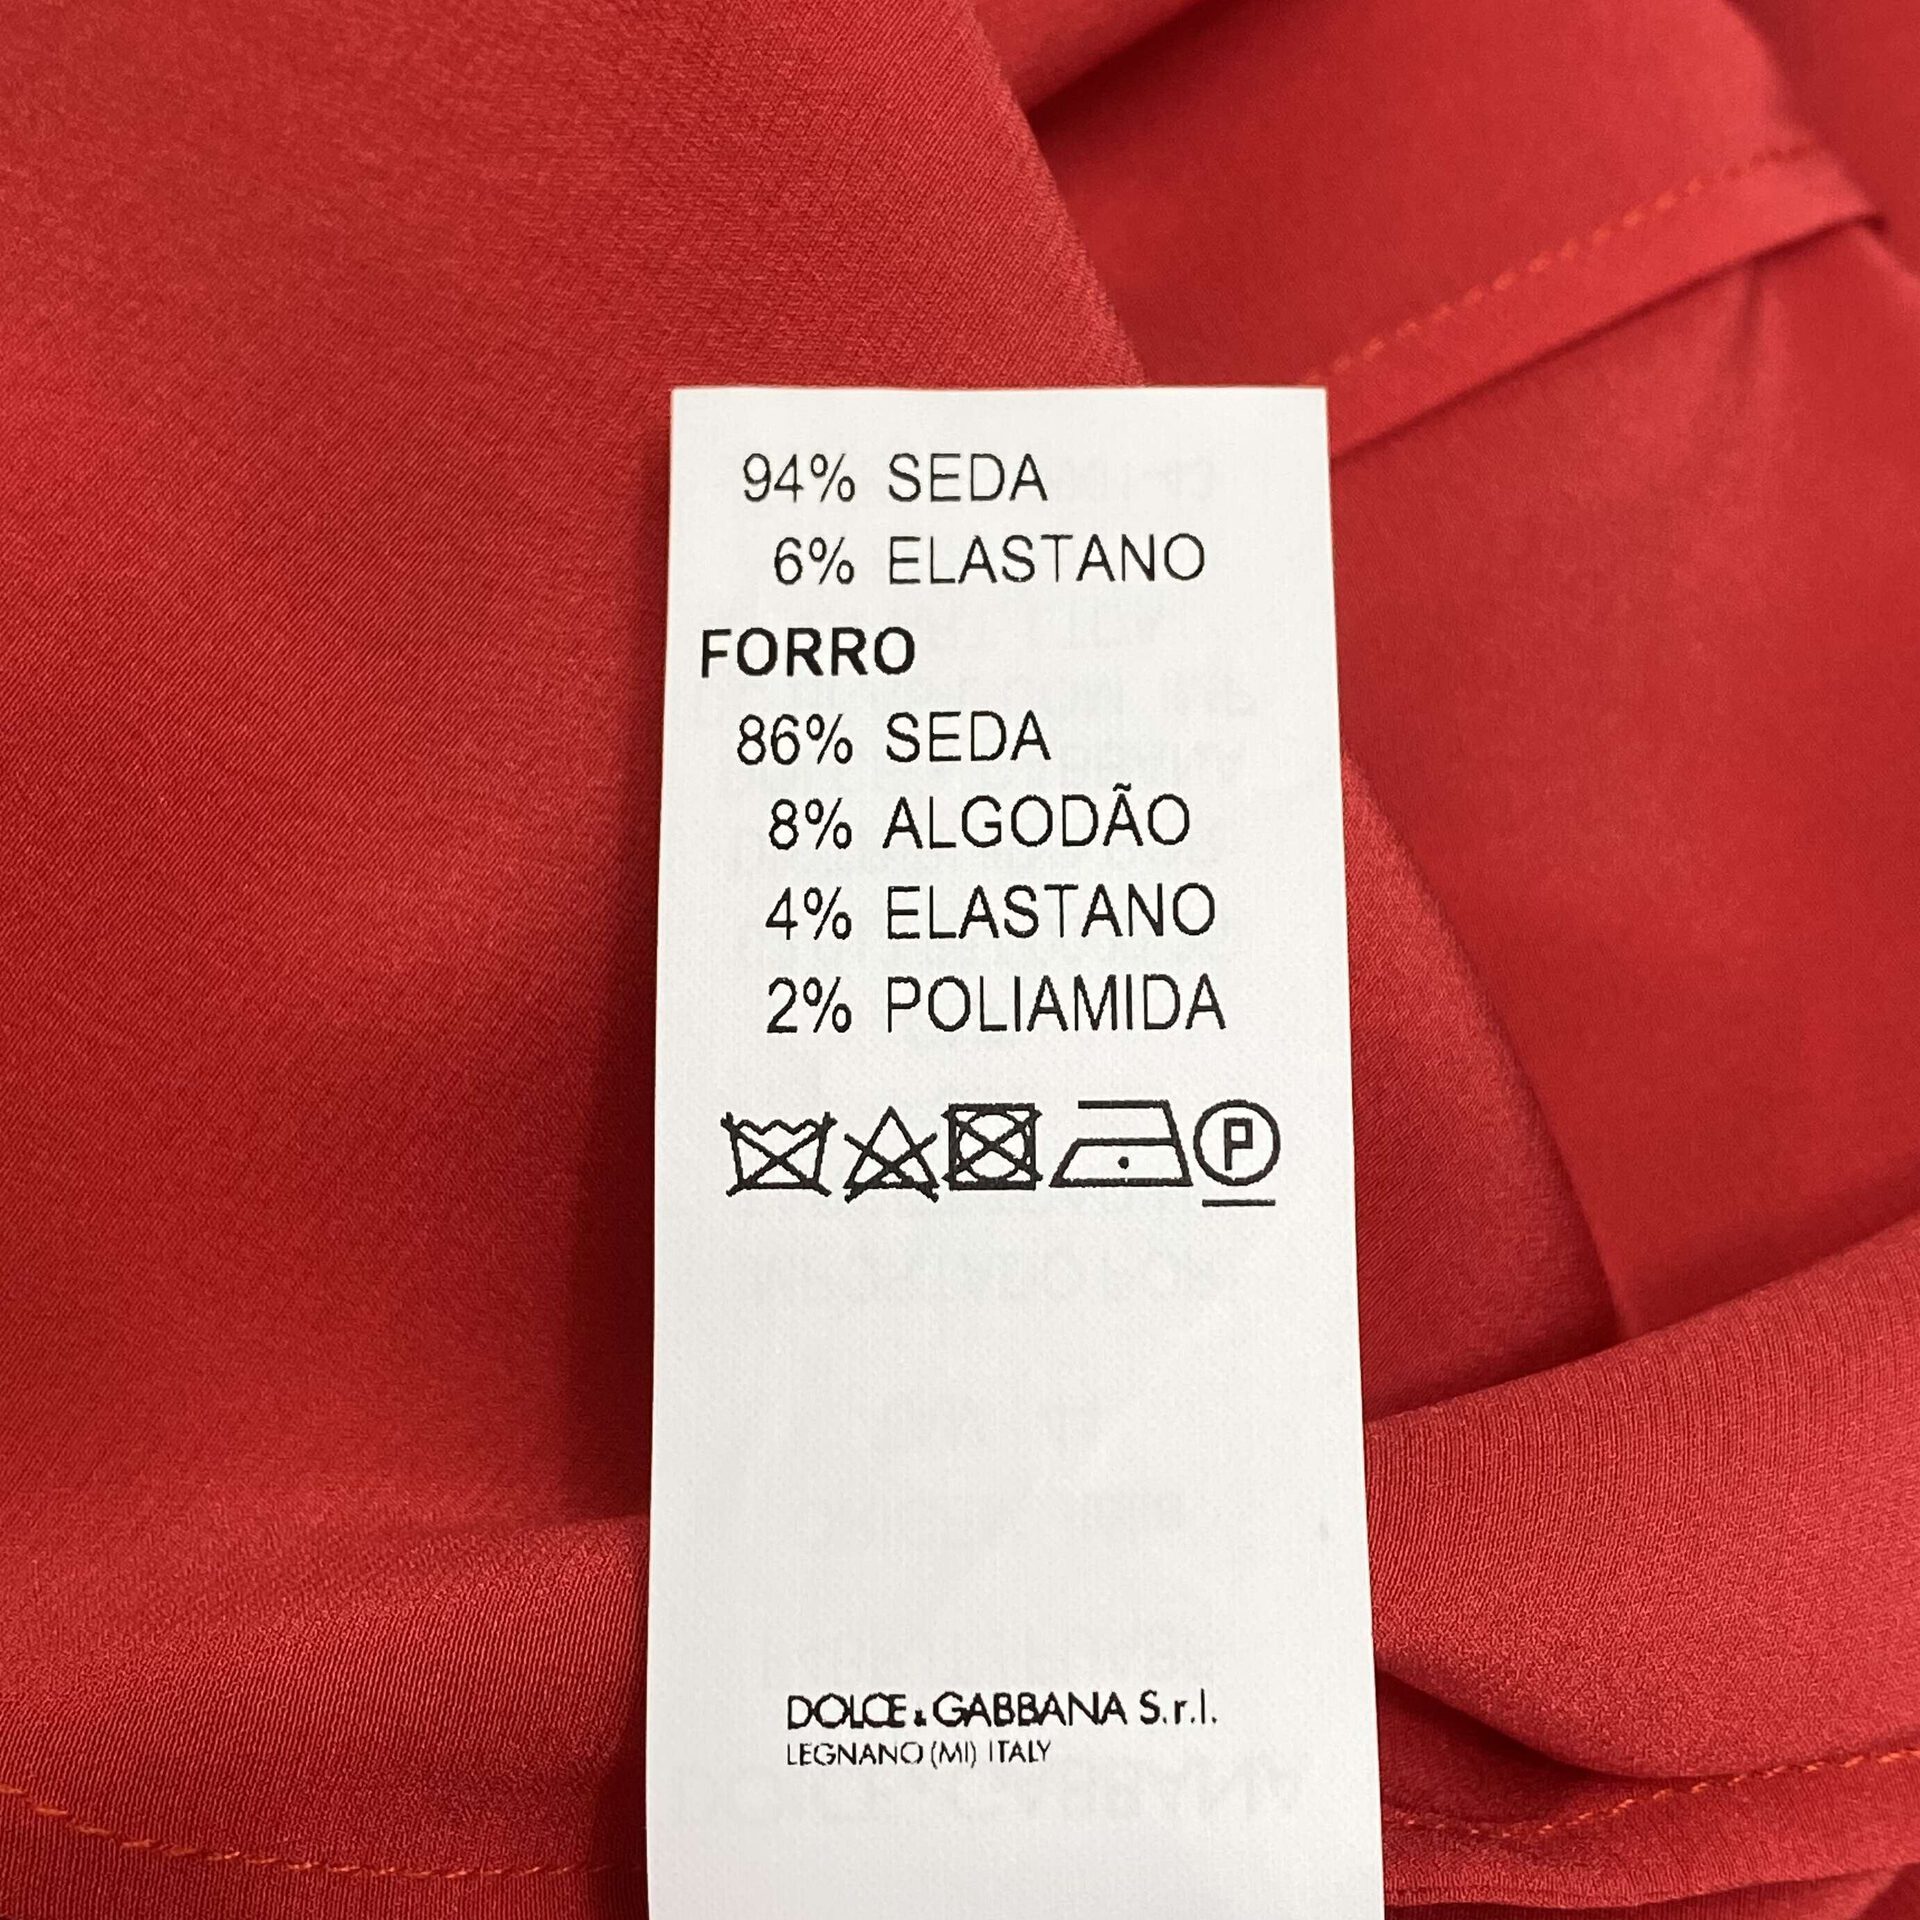 94% SEDA
6% ELASTANO
FORRO
86% SEDA
8% ALGODÃO
4% ELASTANO
2% POLIAMIDA
P
DOLCE & GABBANA S.r.l.
LEGNANO (MI) ITALY